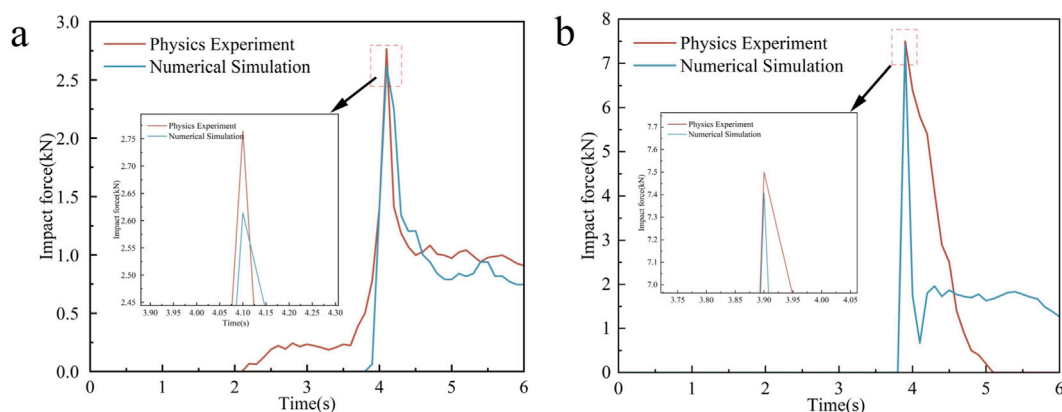 a
3.0
2.5
2.0
1.5
1.0
0.5
0.0
Impact force(kN)
Physics Experiment
Numerical Simulation
2.75
2.70
2.65
2.60
2.55
2.50
2.45
Impact force(kN)
Physics Experiment
Numerical Simulation
3.90 3.95 4.00 4.05 4.10 4.15 4.20 4.25 4.30
Time(s)
0 1 2 3 4 5 6
Time(s)
b
8
7
6
5
4
3
2
1
0
Impact force(kN)
Physics Experiment
Numerical Simulation
7.7
7.6
7.5
7.4
7.3
7.2
7.1
7.0
Impact force(kN)
Physics Experiment
Numerical Simulation
3.75 3.80 3.85 3.90 3.95 4.00 4.05
Time(s)
0 1 2 3 4 5 6
Time(s)